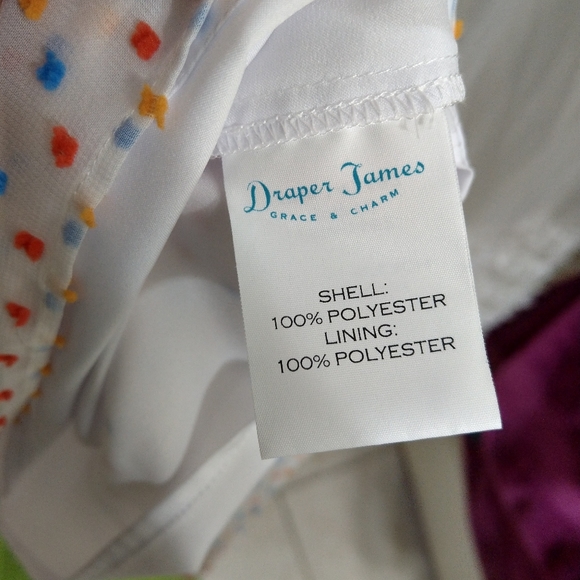 Draper James
GRACE & CHARM
SHELL:
100% POLYESTER
LINING:
100% POLYESTER